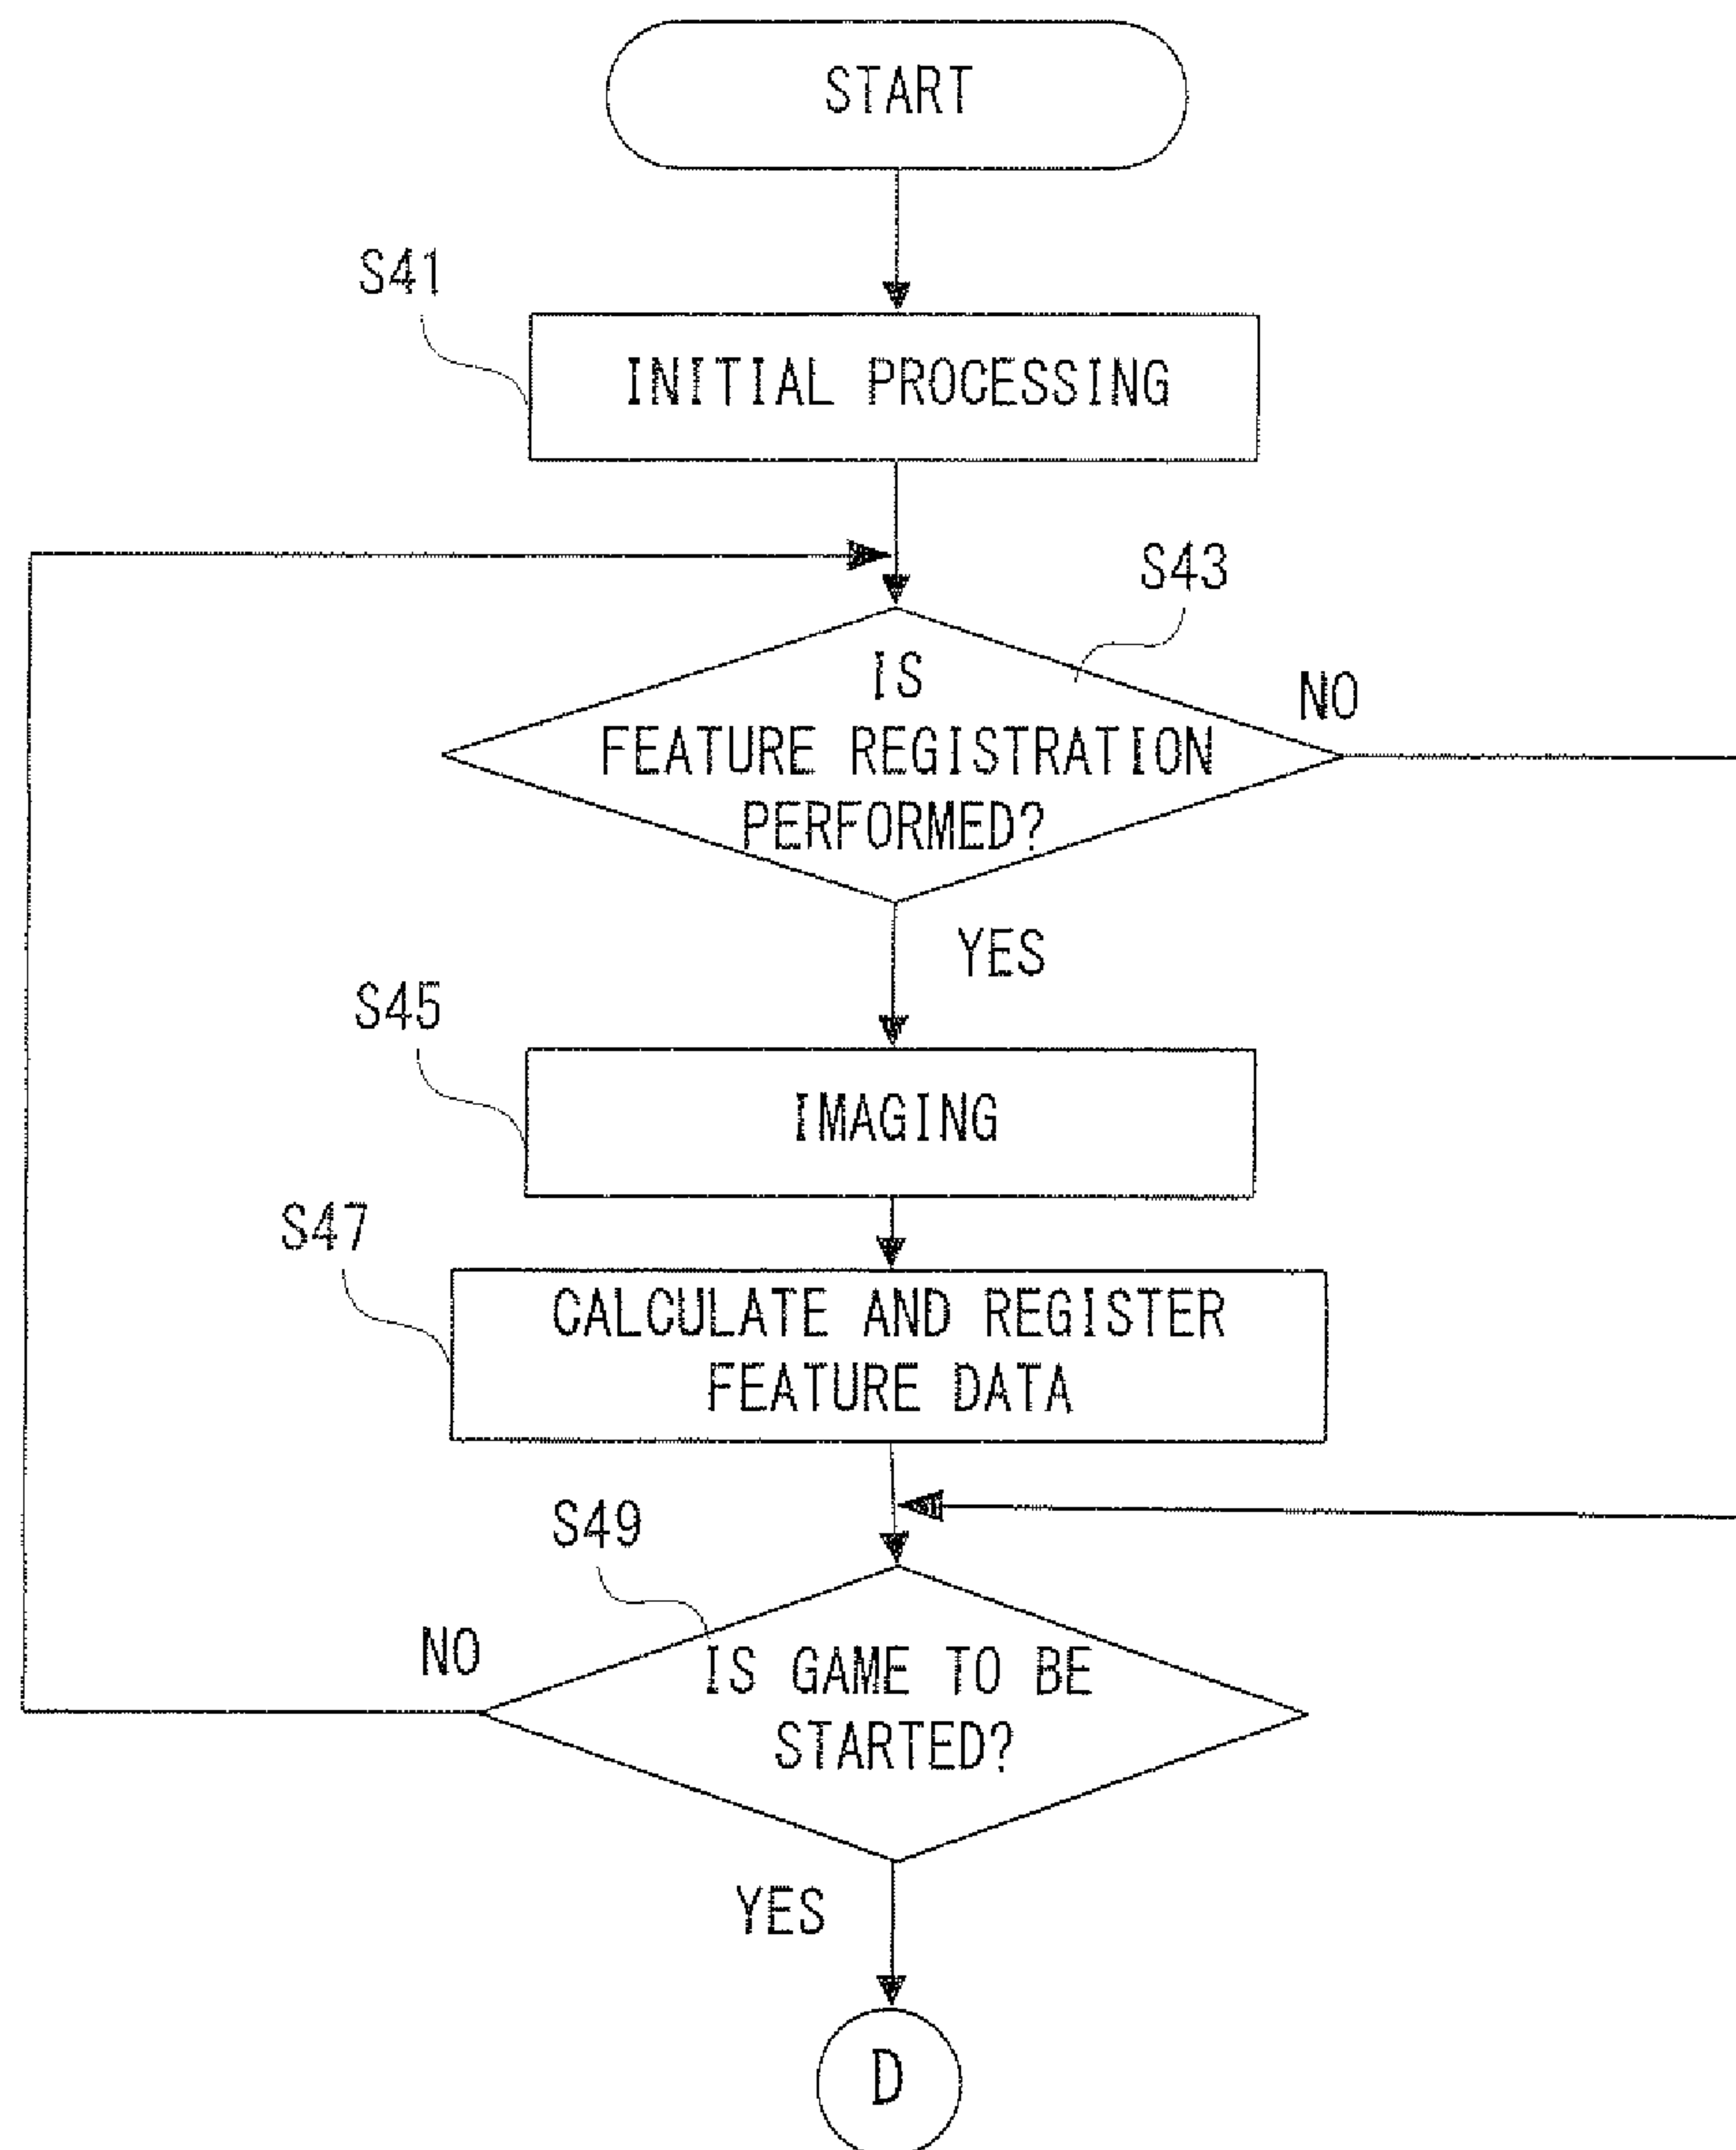 START
S41
INITIAL PROCESSING
S43
IS
FEATURE REGISTRATION
PERFORMED?
NO
YES
S45
IMAGING
S47
CALCULATE AND REGISTER
FEATURE DATA
S49
NO
IS GAME TO BE
STARTED?
YES
D